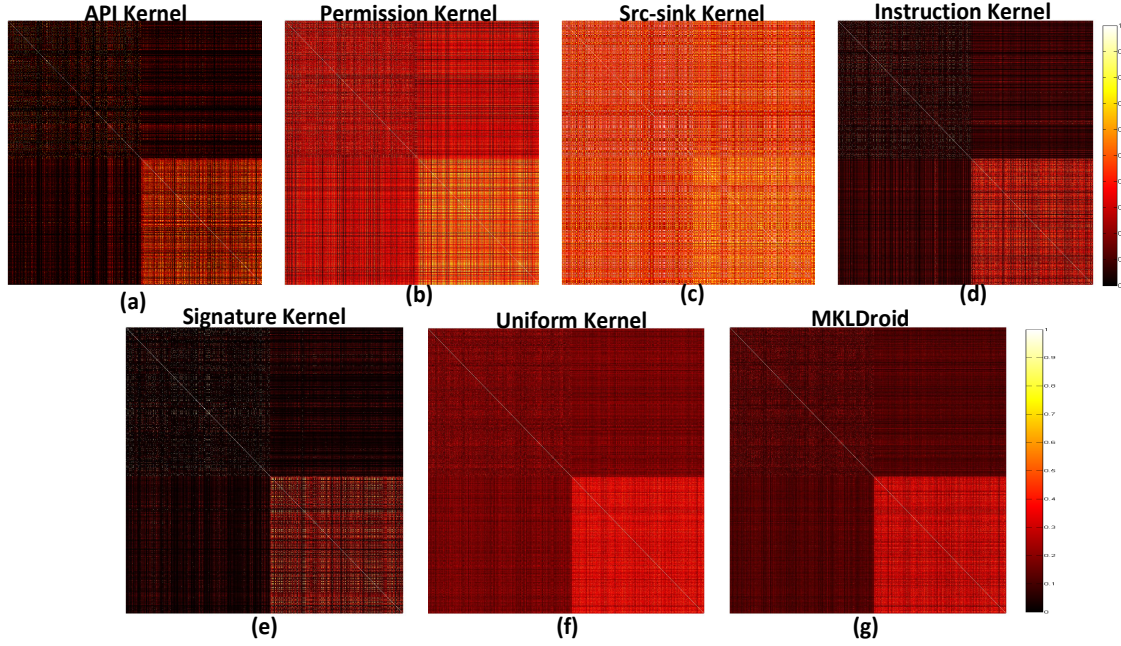 API Kernel
Permission Kernel
Src-sink Kernel
Instruction Kernel
1
(a)
(b)
(c)
(d)
Signature Kernel
Uniform Kernel
MKLDroid
1
0.9
0.8
0.7
0.6
0.5
0.4
0.3
0.2
0.1
0
(e)
(f)
(g)